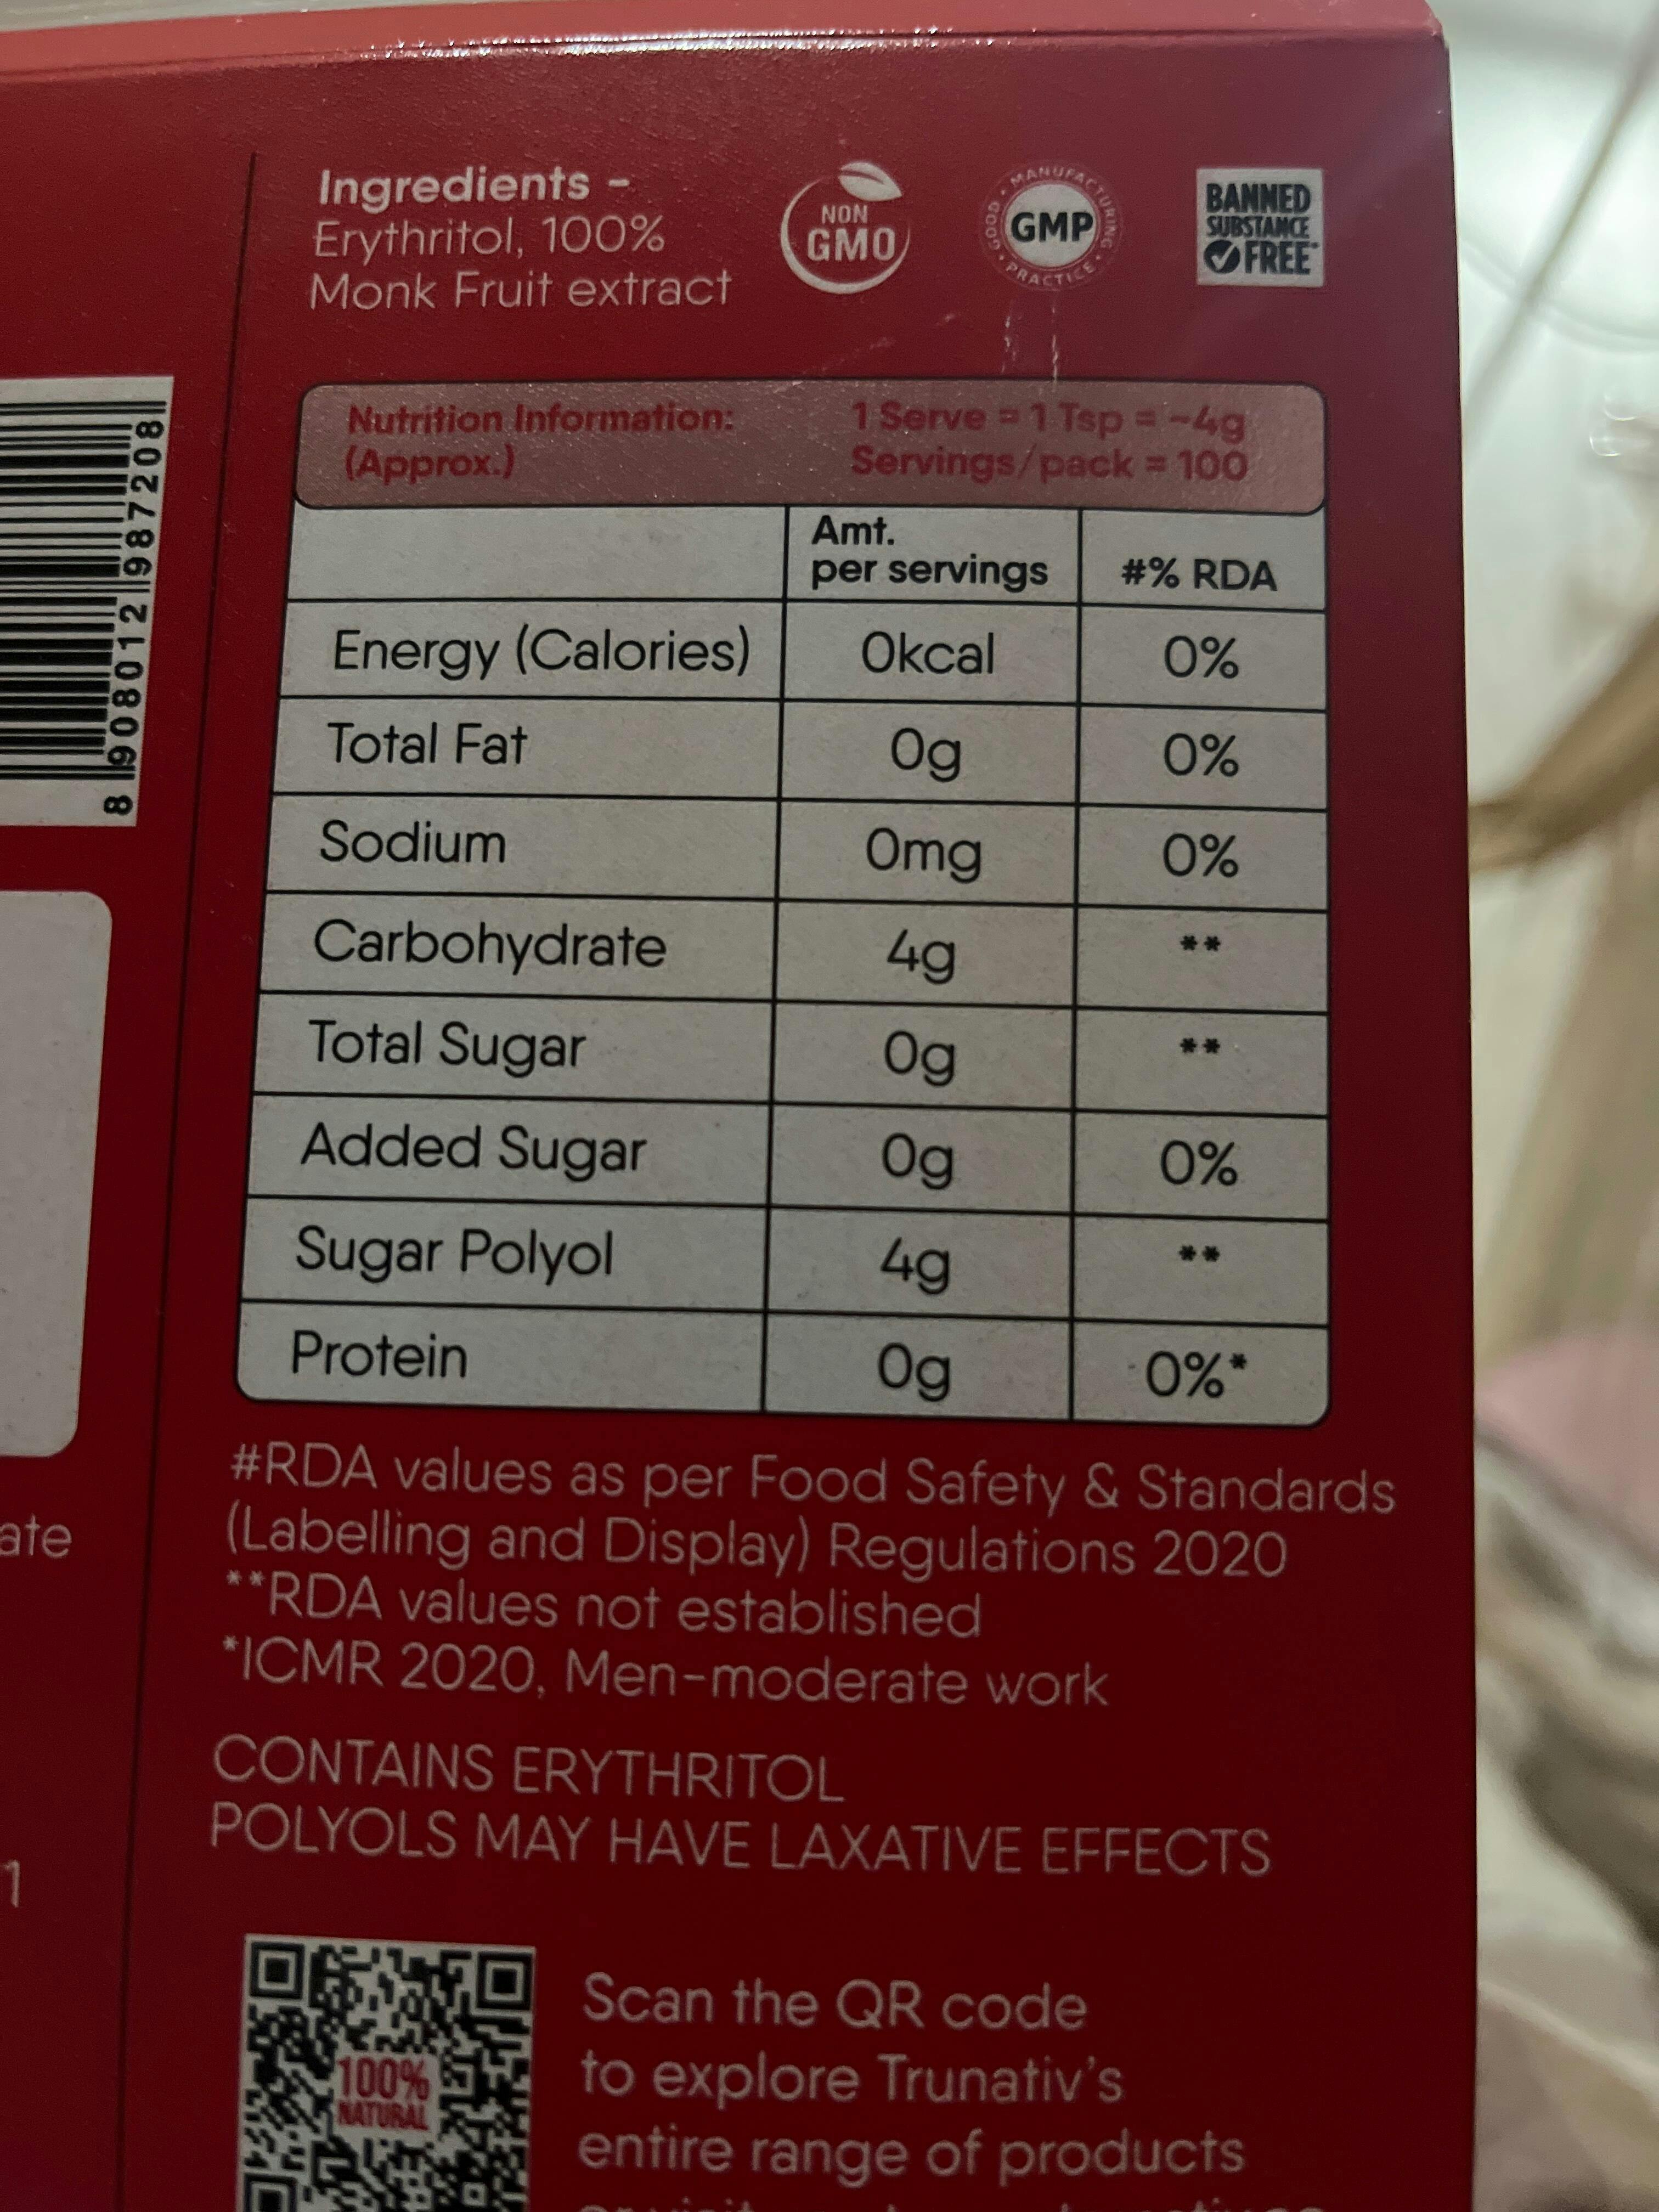 Ingredients -
Erythritol, 100%
Monk Fruit extract
NON
GMO
GOOD • MANUFACTURING • PRACTICE •
GMP
BANNED
SUBSTANCE
FREE*
8 908012 987208
Nutrition Information:
(Approx.)
1 Serve = 1 Tsp = ~4g
Servings/pack = 100
Amt.
per servings
#% RDA
Energy (Calories) 0kcal 0%
Total Fat 0g 0%
Sodium 0mg 0%
Carbohydrate 4g **
Total Sugar 0g **
Added Sugar 0g 0%
Sugar Polyol 4g **
Protein 0g 0%*
#RDA values as per Food Safety & Standards
(Labelling and Display) Regulations 2020
**RDA values not established
*ICMR 2020, Men-moderate work
CONTAINS ERYTHRITOL
POLYOLS MAY HAVE LAXATIVE EFFECTS
ate
1
100%
NATURAL
Scan the QR code
to explore Trunativ's
entire range of products